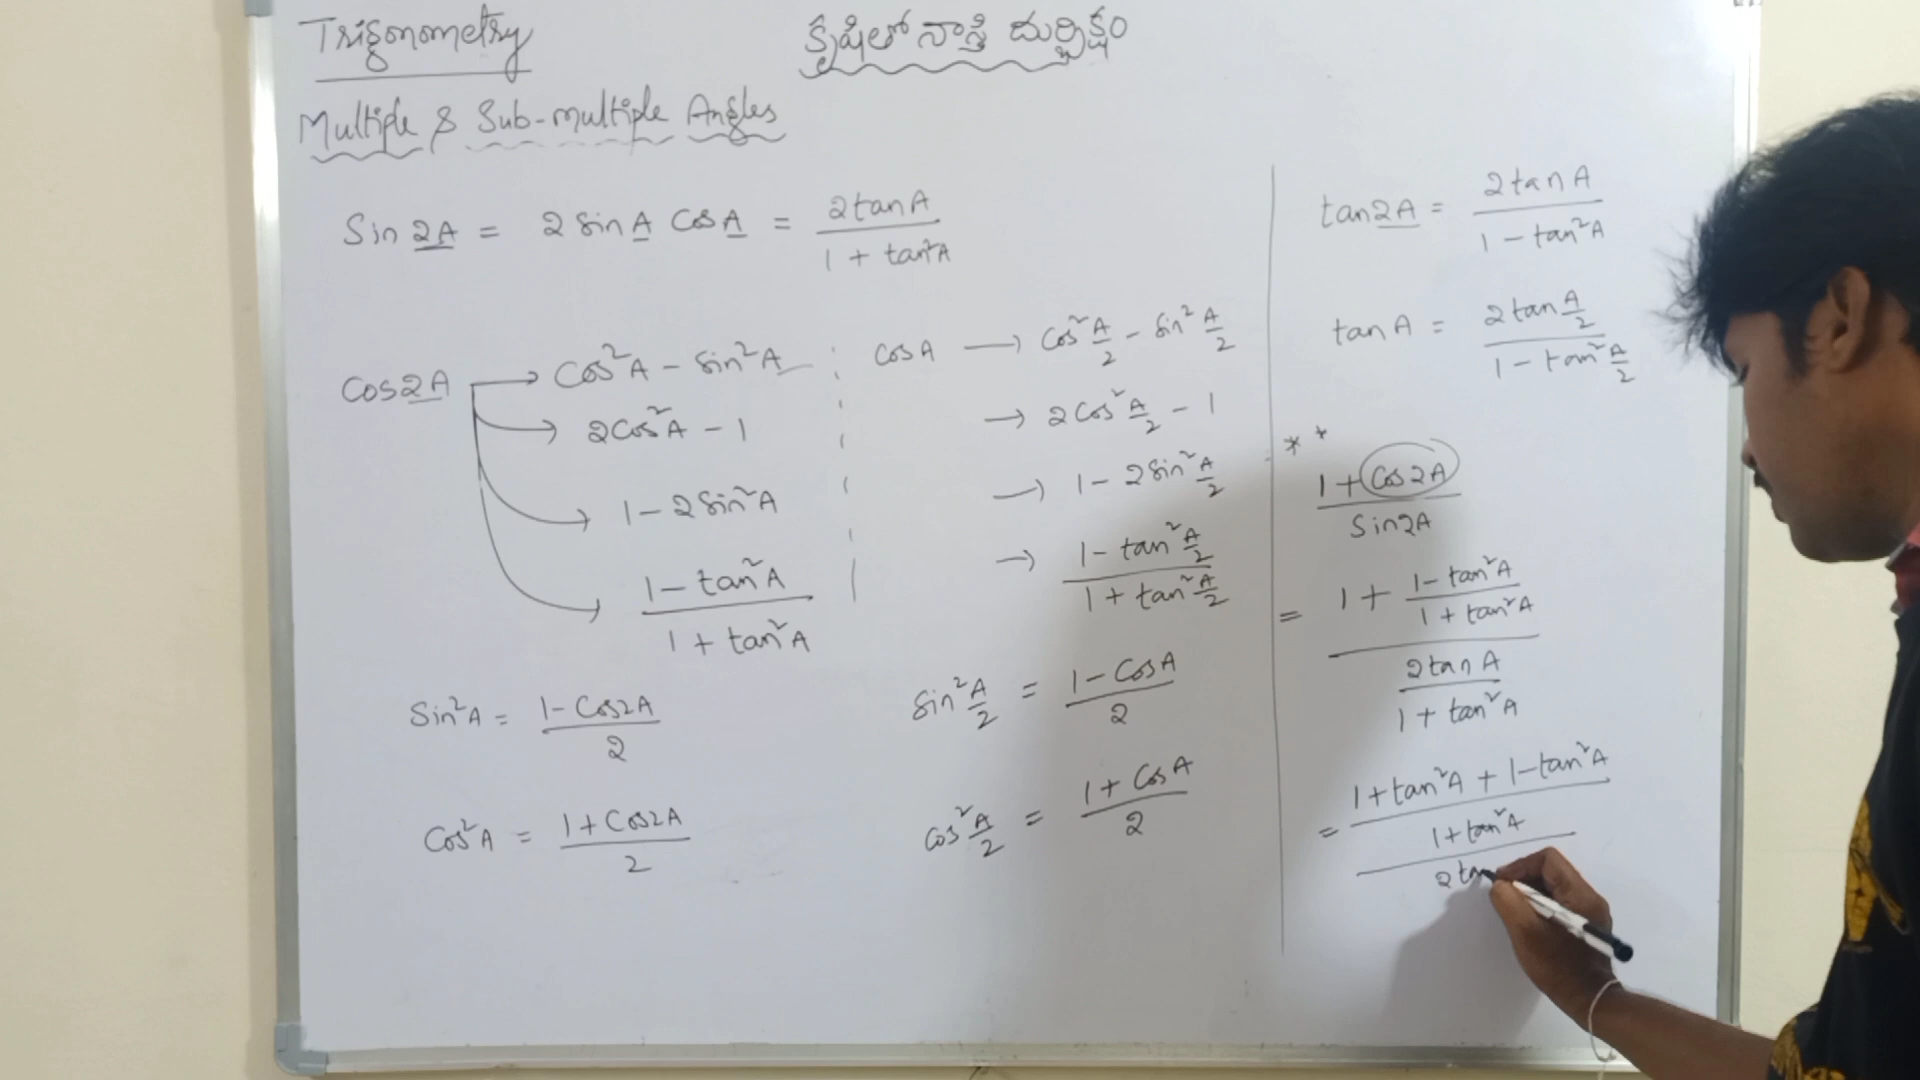 Trigonometry
కృషితో నాస్తి దుర్భిక్షం
Multiple & Sub-multiple Angles
Sin 2A = 2 Sin A Cos A = 2tan A / 1 + tan²A
Cos2A → Cos²A - Sin²A
→ 2Cos²A - 1
→ 1 - 2Sin²A
→ 1 - tan²A / 1 + tan²A
Sin²A = 1 - Cos2A / 2
Cos²A = 1 + Cos2A / 2
Cos A → Cos² A/2 - Sin² A/2
→ 2Cos² A/2 - 1
→ 1 - 2Sin² A/2
→ 1 - tan² A/2 / 1 + tan² A/2
Sin² A/2 = 1 - Cos A / 2
Cos² A/2 = 1 + Cos A / 2
tan2A = 2tan A / 1 - tan²A
tan A = 2tan A/2 / 1 - tan² A/2
* *
1 + Cos2A / Sin2A
= 1 + 1 - tan²A / 1 + tan²A
2tan A / 1 + tan²A
= 1 + tan²A + 1 - tan²A
1 + tan²A
2 tan